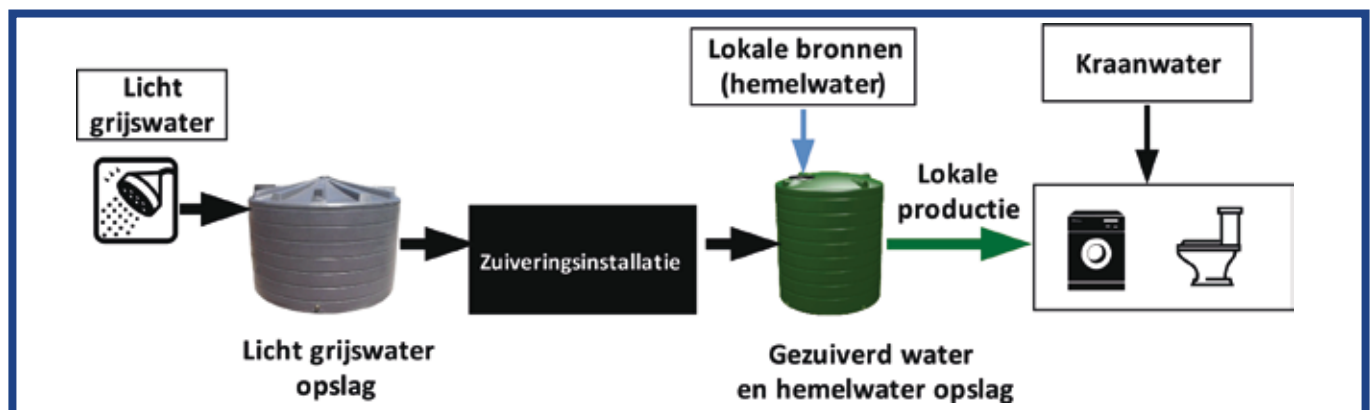 Licht
grijswater
Licht grijswater
opslag
Zuiveringsinstallatie
Lokale bronnen
(hemelwater)
Gezuiverd water
en hemelwater opslag
Lokale
productie
Kraanwater